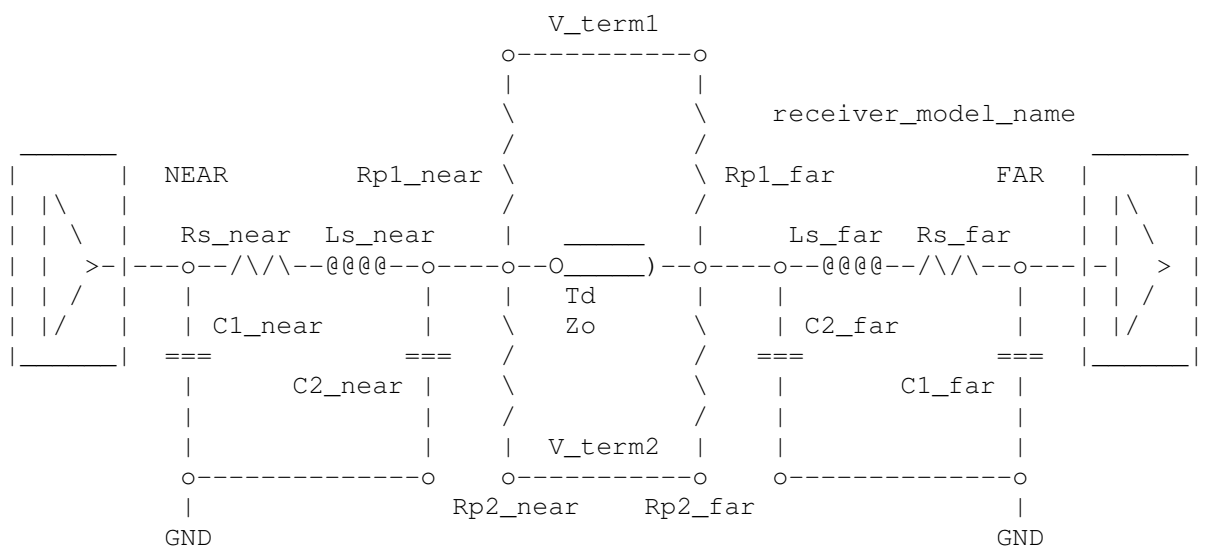 V_term1
receiver_model_name
NEAR Rp1_near Rp1_far FAR
Rs_near Ls_near Ls_far Rs_far
Td
C1_near Zo C2_far
C2_near C1_far
V_term2
Rp2_near Rp2_far
GND GND